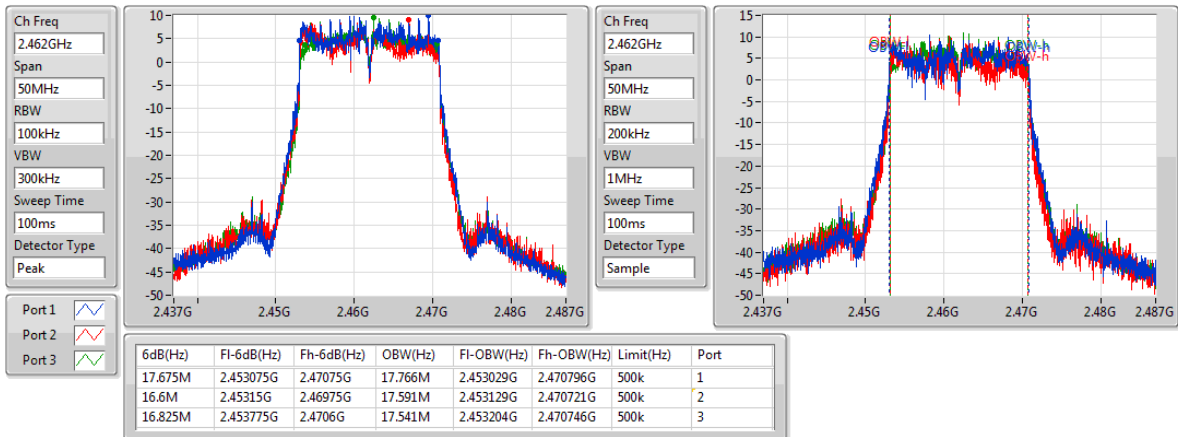 Ch Freq
2.462GHz
Span
50MHz
RBW
100kHz
VBW
300kHz
Sweep Time
100ms
Detector Type
Peak
Port 1
Port 2
Port 3
10
5
0
-5
-10
-15
-20
-25
-30
-35
-40
-45
-50
2.437G 2.45G 2.46G 2.47G 2.487G
Ch Freq
2.462GHz
Span
50MHz
RBW
200kHz
VBW
1MHz
Sweep Time
100ms
Detector Type
Sample
15
10
5
0
-5
-10
-15
-20
-25
-30
-35
-40
-45
-50
OBW-h
OBW-h
2.437G 2.45G 2.46G 2.47G 2.48G 2.487G
6dB(Hz) Fl-6dB(Hz) Fh-6dB(Hz) OBW(Hz) Fl-OBW(Hz) Fh-OBW(Hz) Limit(Hz) Port
17.675M 2.453075G 2.47075G 17.766M 2.453029G 2.470796G 500k 1
16.6M 2.45315G 2.46975G 17.591M 2.453129G 2.470721G 500k 2
16.825M 2.453775G 2.4706G 17.541M 2.453204G 2.470746G 500k 3